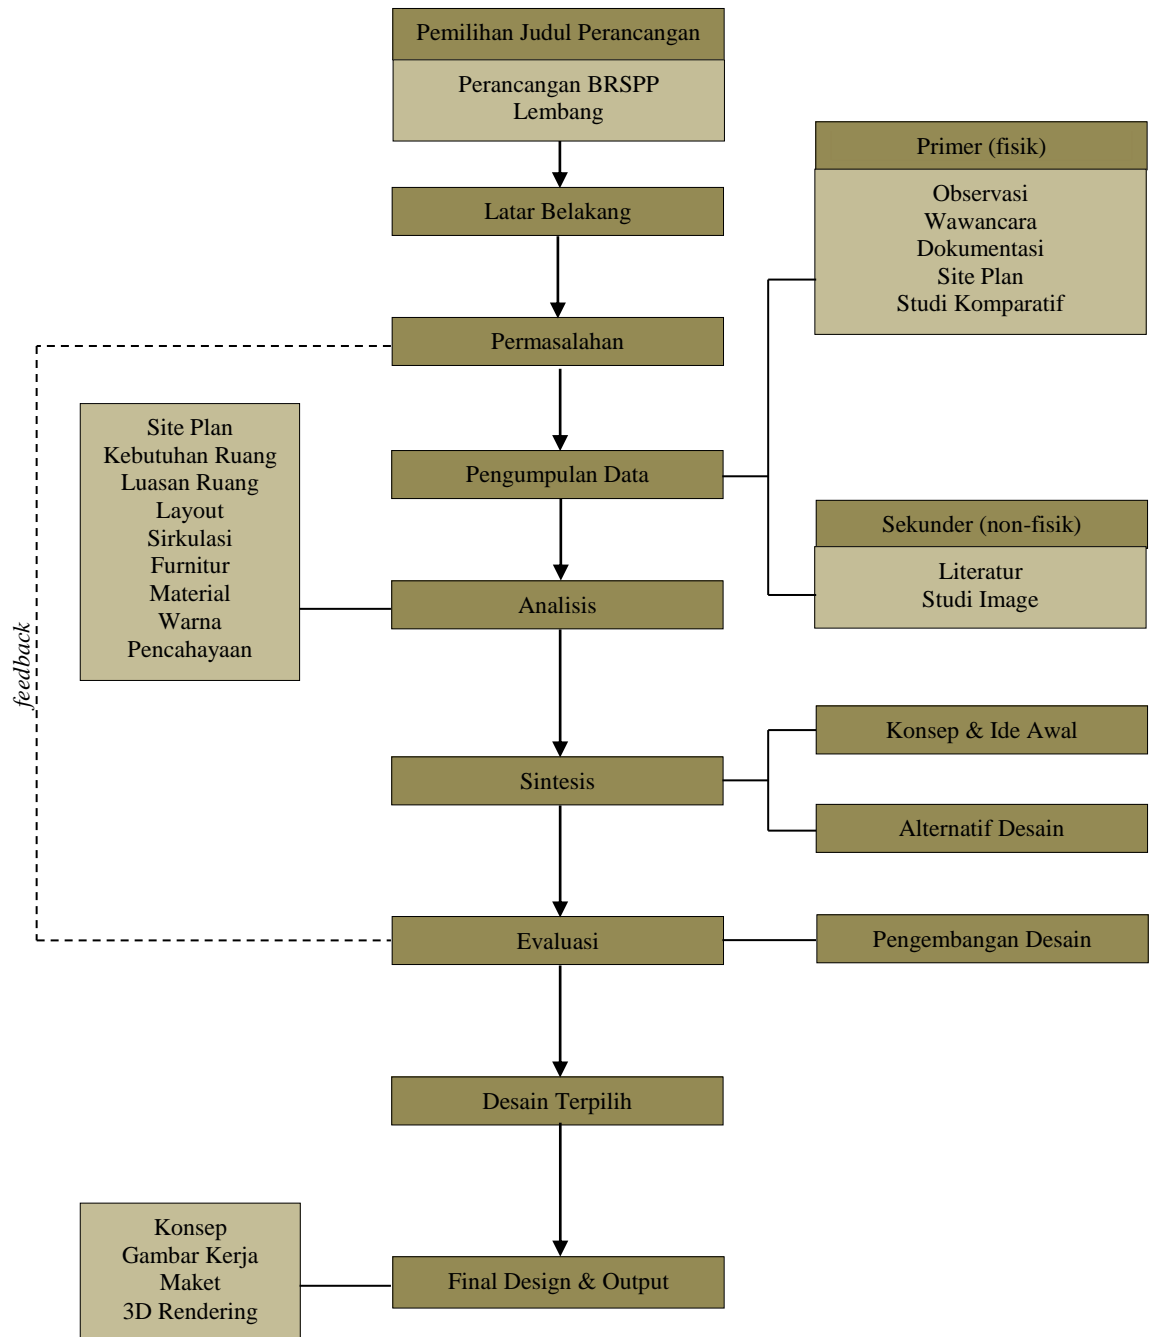 Pemilihan Judul Perancangan
Perancangan BRSPP
Lembang
Latar Belakang
Permasalahan
Pengumpulan Data
Primer (fisik)
Observasi
Wawancara
Dokumentasi
Site Plan
Studi Komparatif
Sekunder (non-fisik)
Literatur
Studi Image
Analisis
Site Plan
Kebutuhan Ruang
Luasan Ruang
Layout
Sirkulasi
Furnitur
Material
Warna
Pencahayaan
feedback
Sintesis
Konsep & Ide Awal
Alternatif Desain
Evaluasi
Pengembangan Desain
Desain Terpilih
Final Design & Output
Konsep
Gambar Kerja
Maket
3D Rendering